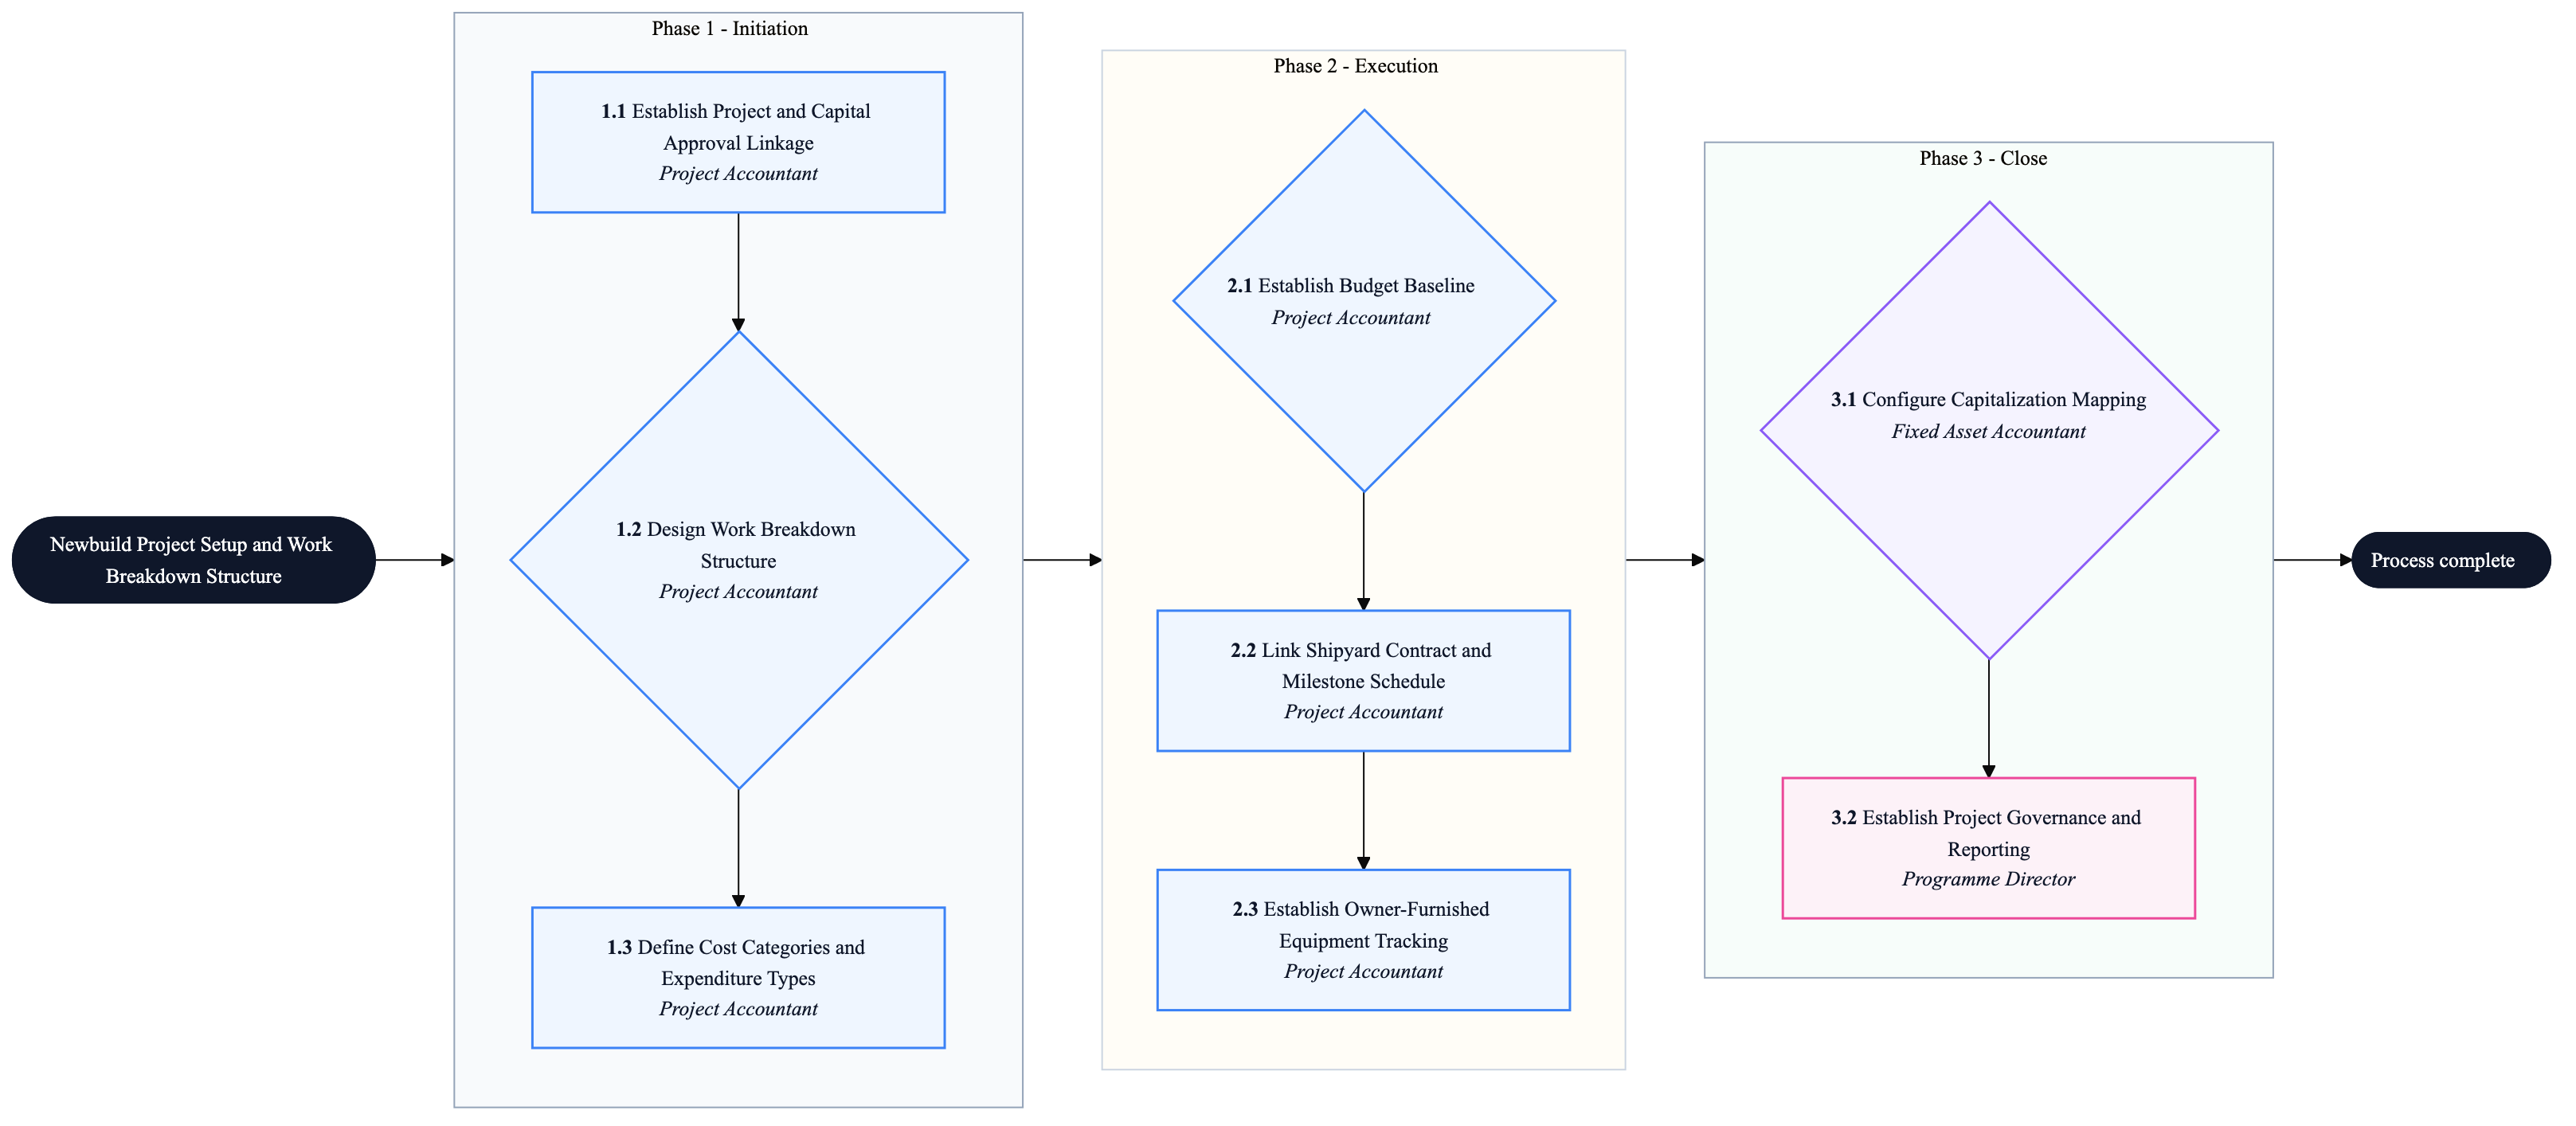 Newbuild Project Setup and Work
Breakdown Structure
Phase 1 - Initiation
1.1 Establish Project and Capital
Approval Linkage
Project Accountant
1.2 Design Work Breakdown
Structure
Project Accountant
1.3 Define Cost Categories and
Expenditure Types
Project Accountant
Phase 2 - Execution
2.1 Establish Budget Baseline
Project Accountant
2.2 Link Shipyard Contract and
Milestone Schedule
Project Accountant
2.3 Establish Owner-Furnished
Equipment Tracking
Project Accountant
Phase 3 - Close
3.1 Configure Capitalization Mapping
Fixed Asset Accountant
3.2 Establish Project Governance and
Reporting
Programme Director
Process complete